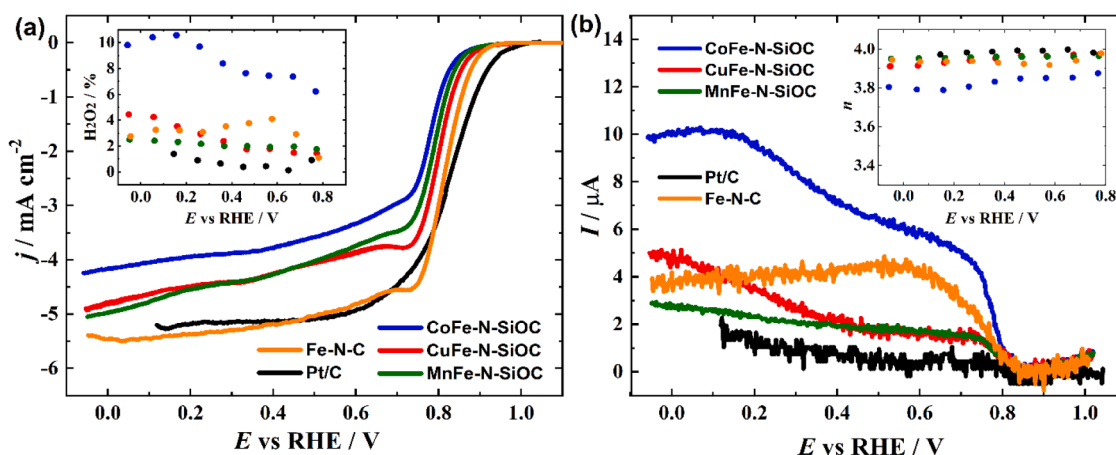 (a)
H₂O₂ / %
10
8
6
4
2
0
0.0 0.2 0.4 0.6 0.8
E vs RHE / V
j / mA cm⁻²
0
-1
-2
-3
-4
-5
-6
CoFe-N-SiOC
Fe-N-C CuFe-N-SiOC
Pt/C MnFe-N-SiOC
0.0 0.2 0.4 0.6 0.8 1.0
E vs RHE / V
(b)
I / µA
14
12
10
8
6
4
2
0
CoFe-N-SiOC
CuFe-N-SiOC
MnFe-N-SiOC
Pt/C
Fe-N-C
n
4.0
3.8
3.6
3.4
0.0 0.2 0.4 0.6 0.8
E vs RHE / V
0.0 0.2 0.4 0.6 0.8 1.0
E vs RHE / V